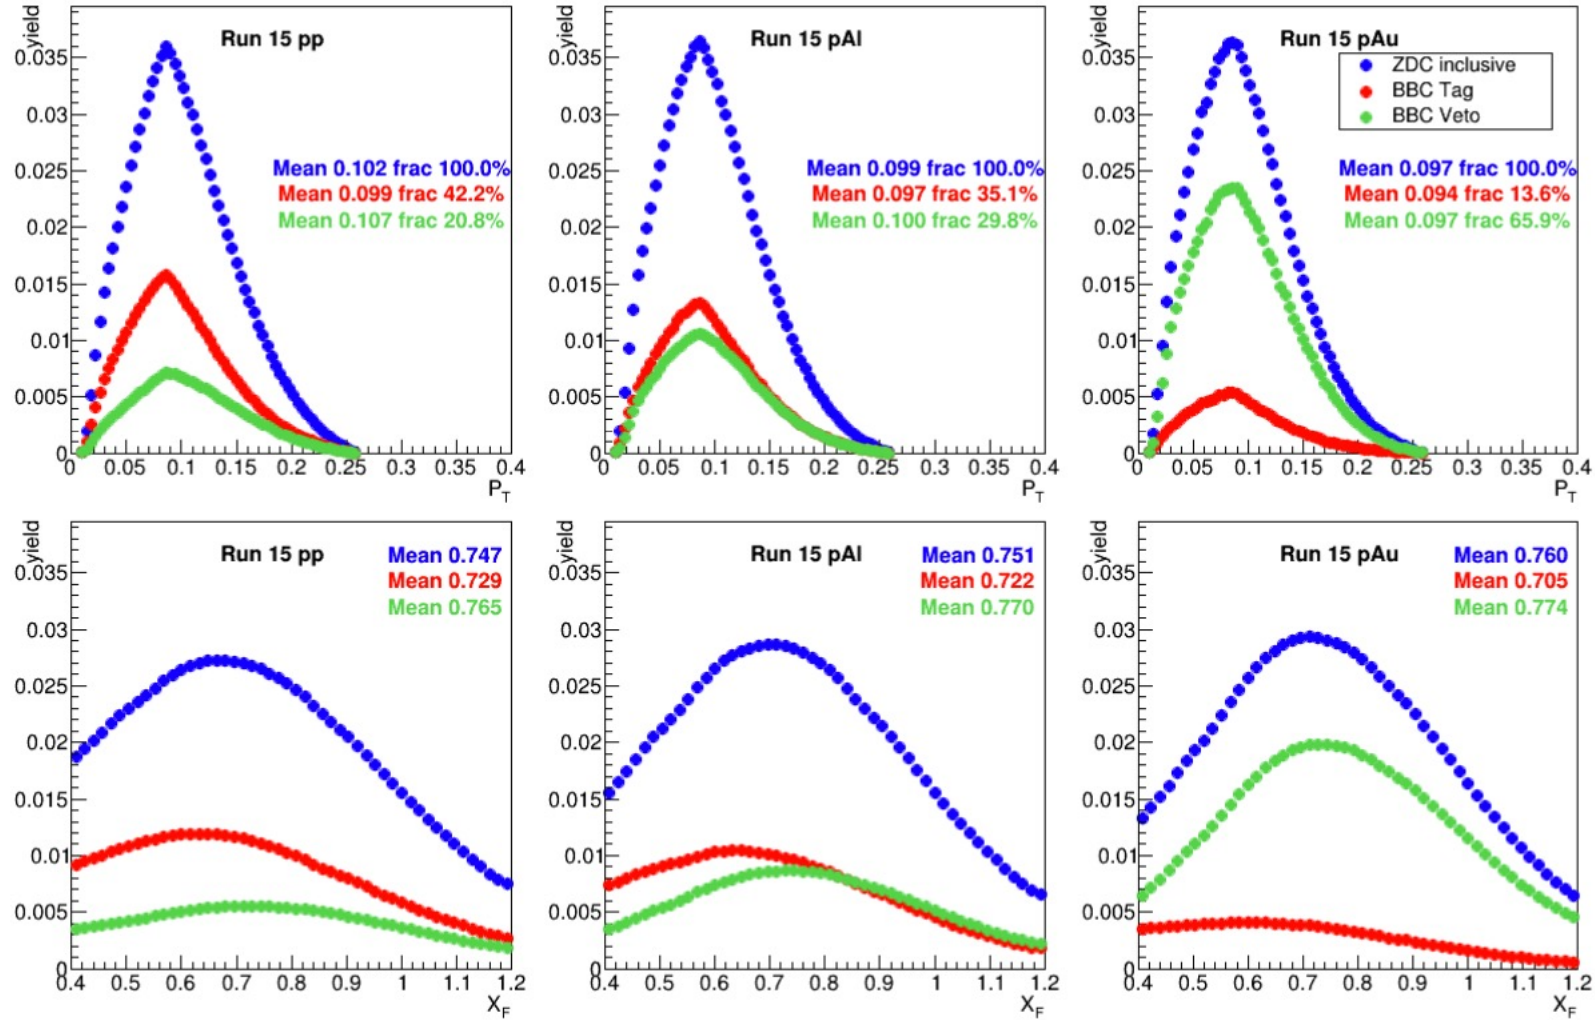 yield
Run 15 pp
0.035
0.03
0.025
0.02
0.015
0.01
0.005
0
Mean 0.102 frac 100.0%
Mean 0.099 frac 42.2%
Mean 0.107 frac 20.8%
0 0.05 0.1 0.15 0.2 0.25 0.3 0.35 0.4
P_T
yield
Run 15 pAl
0.035
0.03
0.025
0.02
0.015
0.01
0.005
0
Mean 0.099 frac 100.0%
Mean 0.097 frac 35.1%
Mean 0.100 frac 29.8%
0 0.05 0.1 0.15 0.2 0.25 0.3 0.35 0.4
P_T
yield
Run 15 pAu
ZDC inclusive
BBC Tag
BBC Veto
0.035
0.03
0.025
0.02
0.015
0.01
0.005
0
Mean 0.097 frac 100.0%
Mean 0.094 frac 13.6%
Mean 0.097 frac 65.9%
0 0.05 0.1 0.15 0.2 0.25 0.3 0.35 0.4
P_T
yield
Run 15 pp
Mean 0.747
Mean 0.729
Mean 0.765
0.035
0.03
0.025
0.02
0.015
0.01
0.005
0
0.4 0.5 0.6 0.7 0.8 0.9 1 1.1 1.2
X_F
yield
Run 15 pAl
Mean 0.751
Mean 0.722
Mean 0.770
0.035
0.03
0.025
0.02
0.015
0.01
0.005
0
0.4 0.5 0.6 0.7 0.8 0.9 1 1.1 1.2
X_F
yield
Run 15 pAu
Mean 0.760
Mean 0.705
Mean 0.774
0.035
0.03
0.025
0.02
0.015
0.01
0.005
0
0.4 0.5 0.6 0.7 0.8 0.9 1 1.1 1.2
X_F